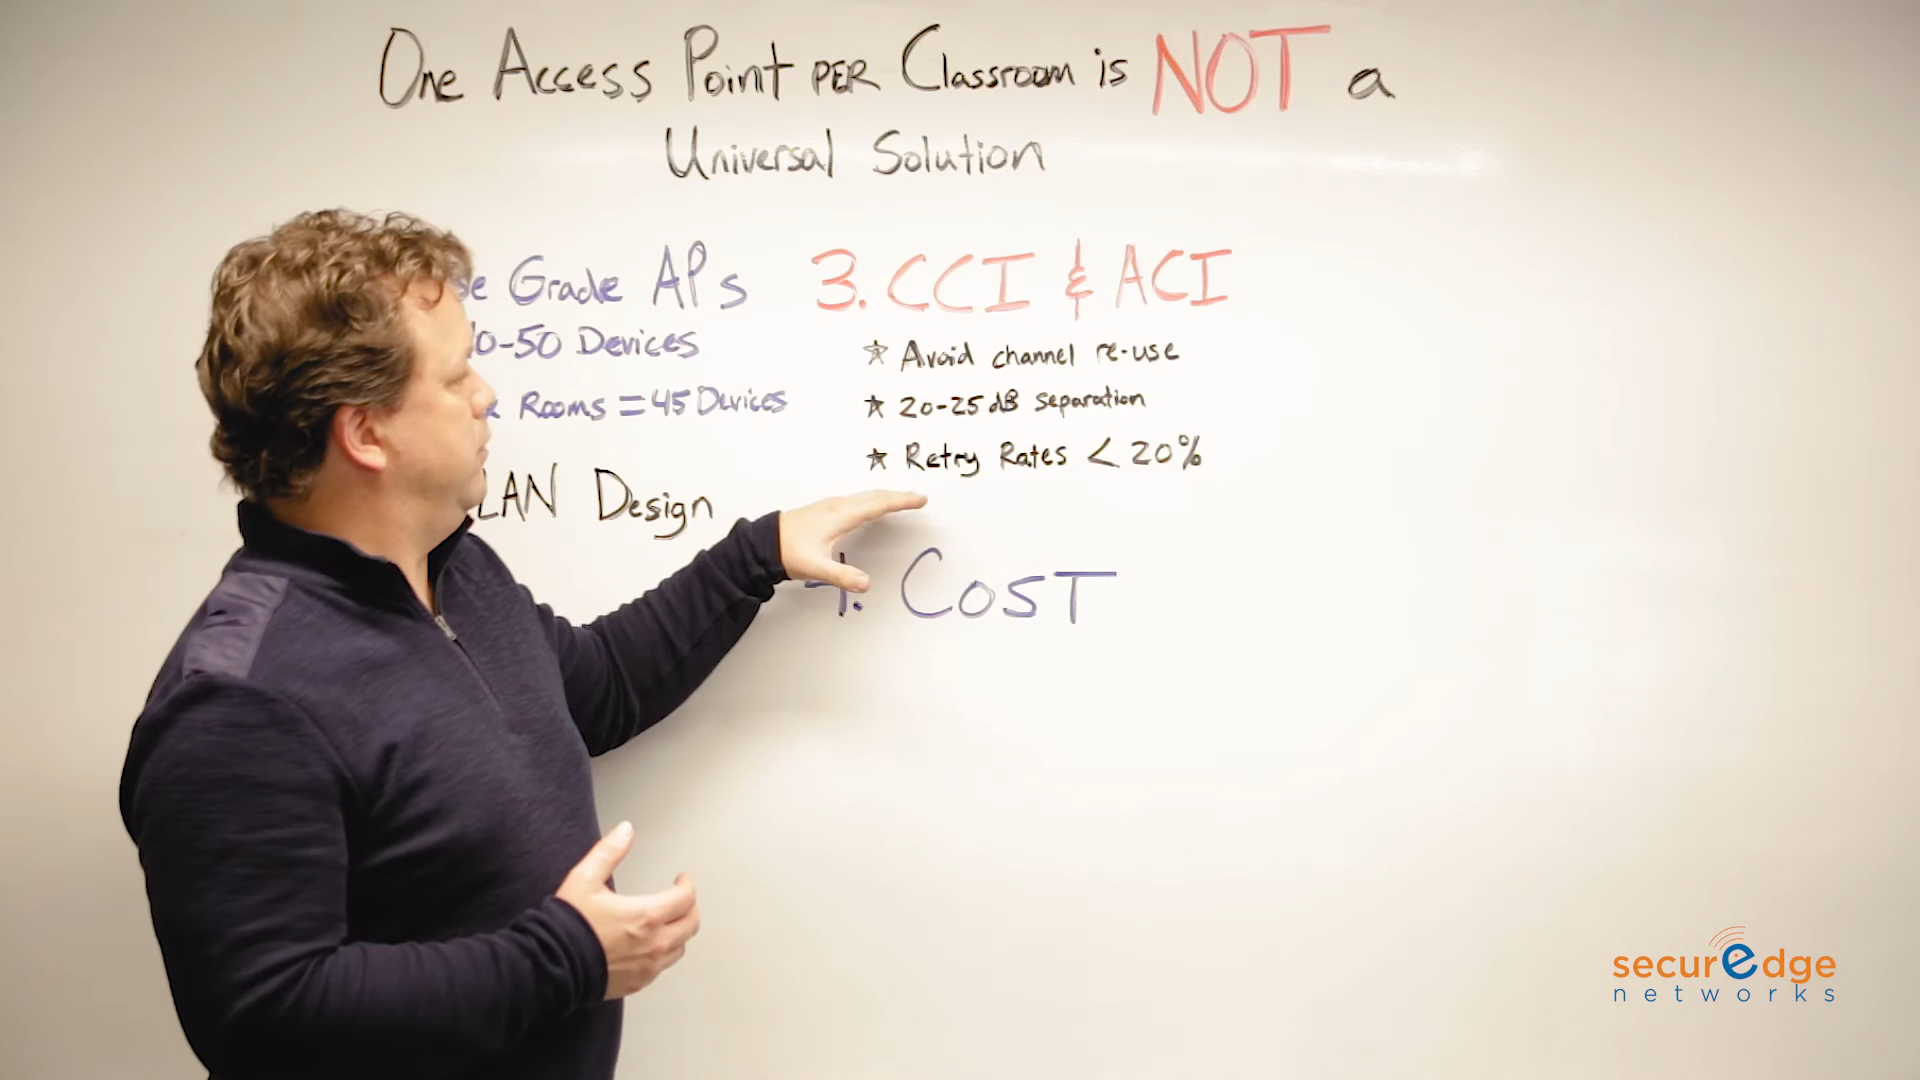 One Access Point PER Classroom is NOT a
Universal Solution
Grade APs
0-50 Devices
Rooms = 45 Devices
LAN Design
3. CCI & ACI
★ Avoid channel re-use
★ 20-25 dB separation
★ Retry Rates < 20%
4. COST
securEdge
networks